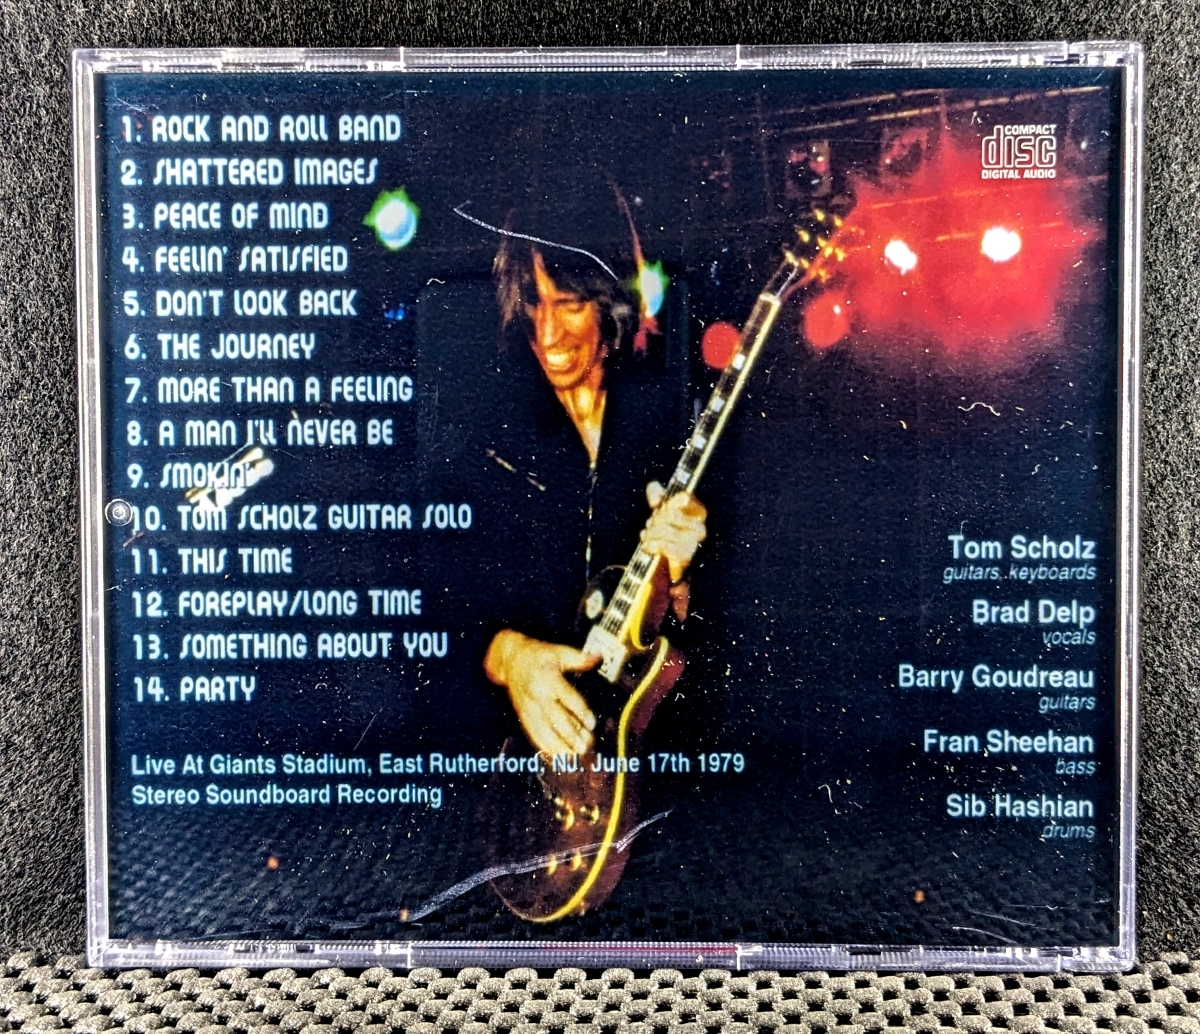 1. ROCK AND ROLL BAND
2. SHATTERED IMAGES
3. PEACE OF MIND
4. FEELIN' SATISFIED
5. DON'T LOOK BACK
6. THE JOURNEY
7. MORE THAN A FEELING
8. A MAN I'LL NEVER BE
9. SMOKIN'
10. TOM SCHOLZ GUITAR SOLO
11. THIS TIME
12. FOREPLAY/LONG TIME
13. SOMETHING ABOUT YOU
14. PARTY
Live At Giants Stadium, East Rutherford, NJ. June 17th 1979
Stereo Soundboard Recording
COMPACT
disc
DIGITAL AUDIO
Tom Scholz
guitars, keyboards
Brad Delp
vocals
Barry Goudreau
guitars
Fran Sheehan
bass
Sib Hashian
drums